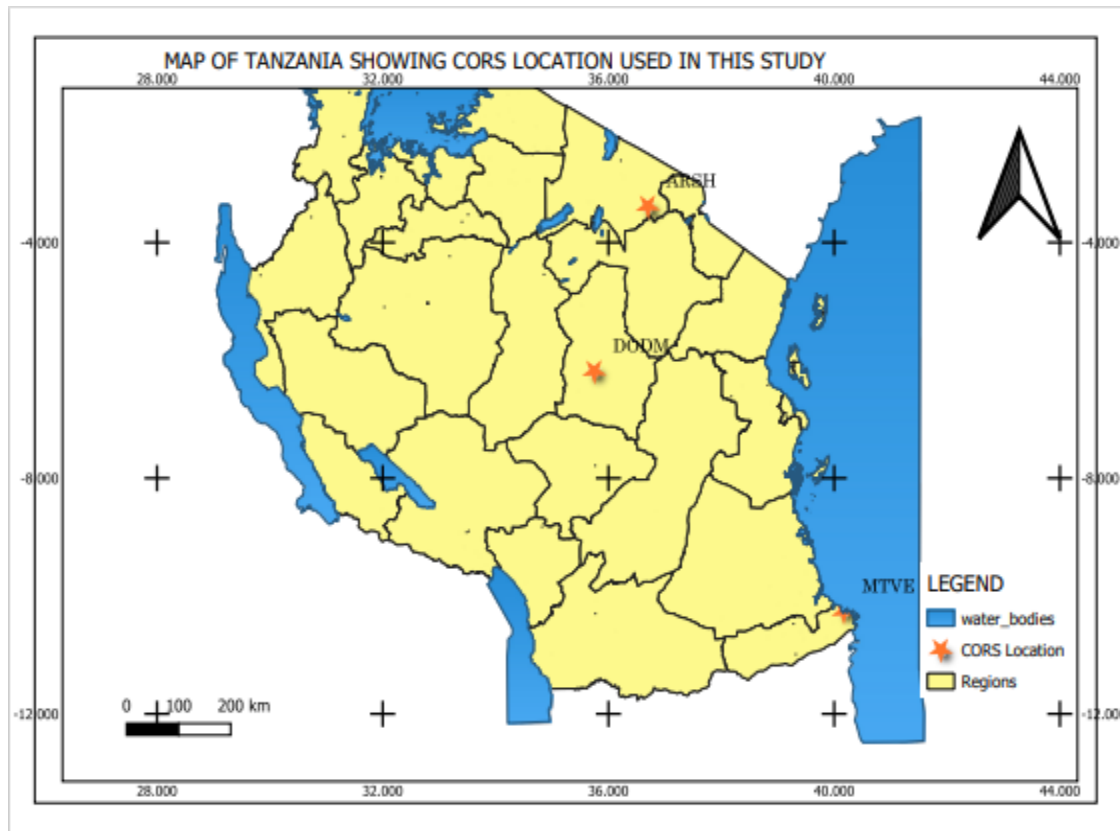 MAP OF TANZANIA SHOWING CORS LOCATION USED IN THIS STUDY
28.000 32.000 36.000 40.000 44.000
ARSH
-4.000 -4.000
DODM
-8.000 -8.000
MTVE
LEGEND
water_bodies
CORS Location
Regions
0 100 200 km
-12.000 -12.000
28.000 32.000 36.000 40.000 44.000